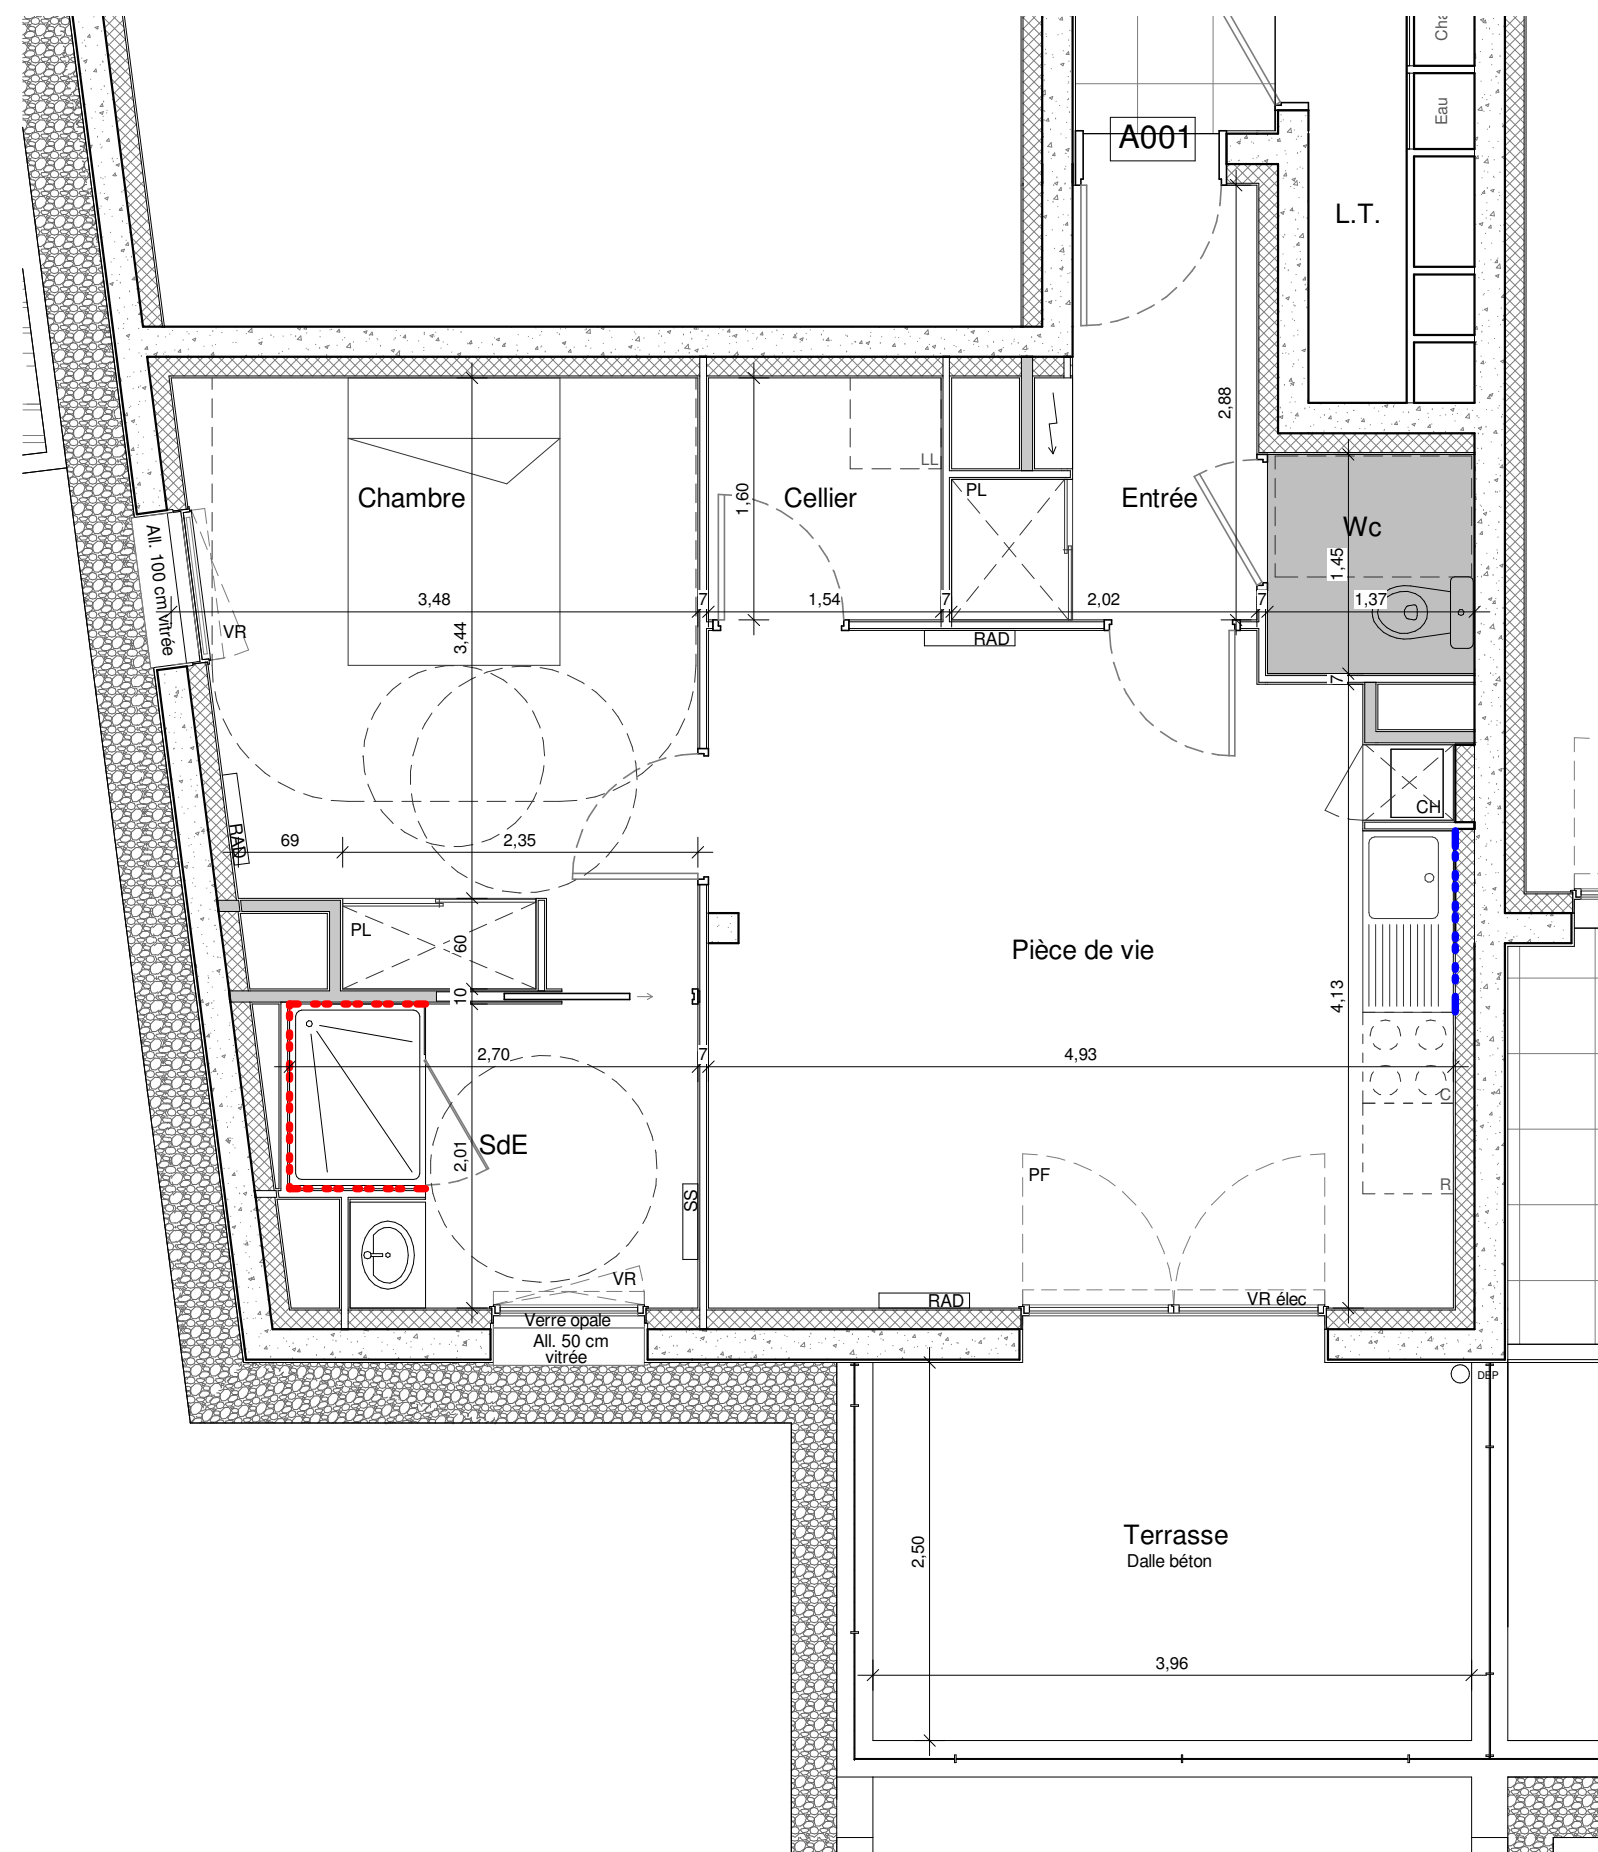 Eau
A001
L.T.
2,88
LL
PL
Chambre
Cellier
Entrée
Wc
1,60
1,45
All. 100 cm vitrée
3,48
7
1,54
7
2,02
7
1,37
VR
3,44
RAD
7
CH
RAD
69
2,35
PL
60
Pièce de vie
10
4,13
2,70
7
4,93
C
2,01
SdE
PF
R
SS
VR
RAD
VR élec
Verre opale
All. 50 cm
vitrée
DEP
Terrasse
Dalle béton
2,50
3,96